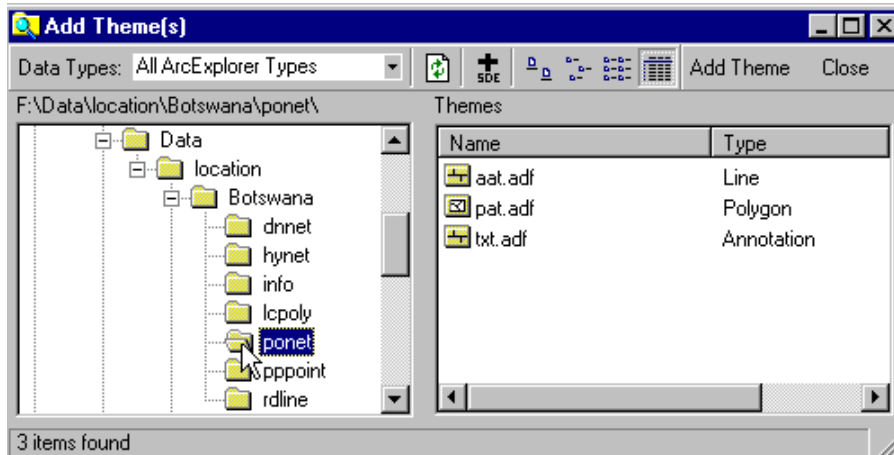 Add Theme(s)
Data Types: All ArcExplorer Types SDE Add Theme Close
F:\Data\location\Botswana\ponet\ Themes
Data
location
Botswana
dnnet
hynet
info
lcpoly
ponet
pppoint
rdline
Name Type
aat.adf Line
pat.adf Polygon
txt.adf Annotation
3 items found